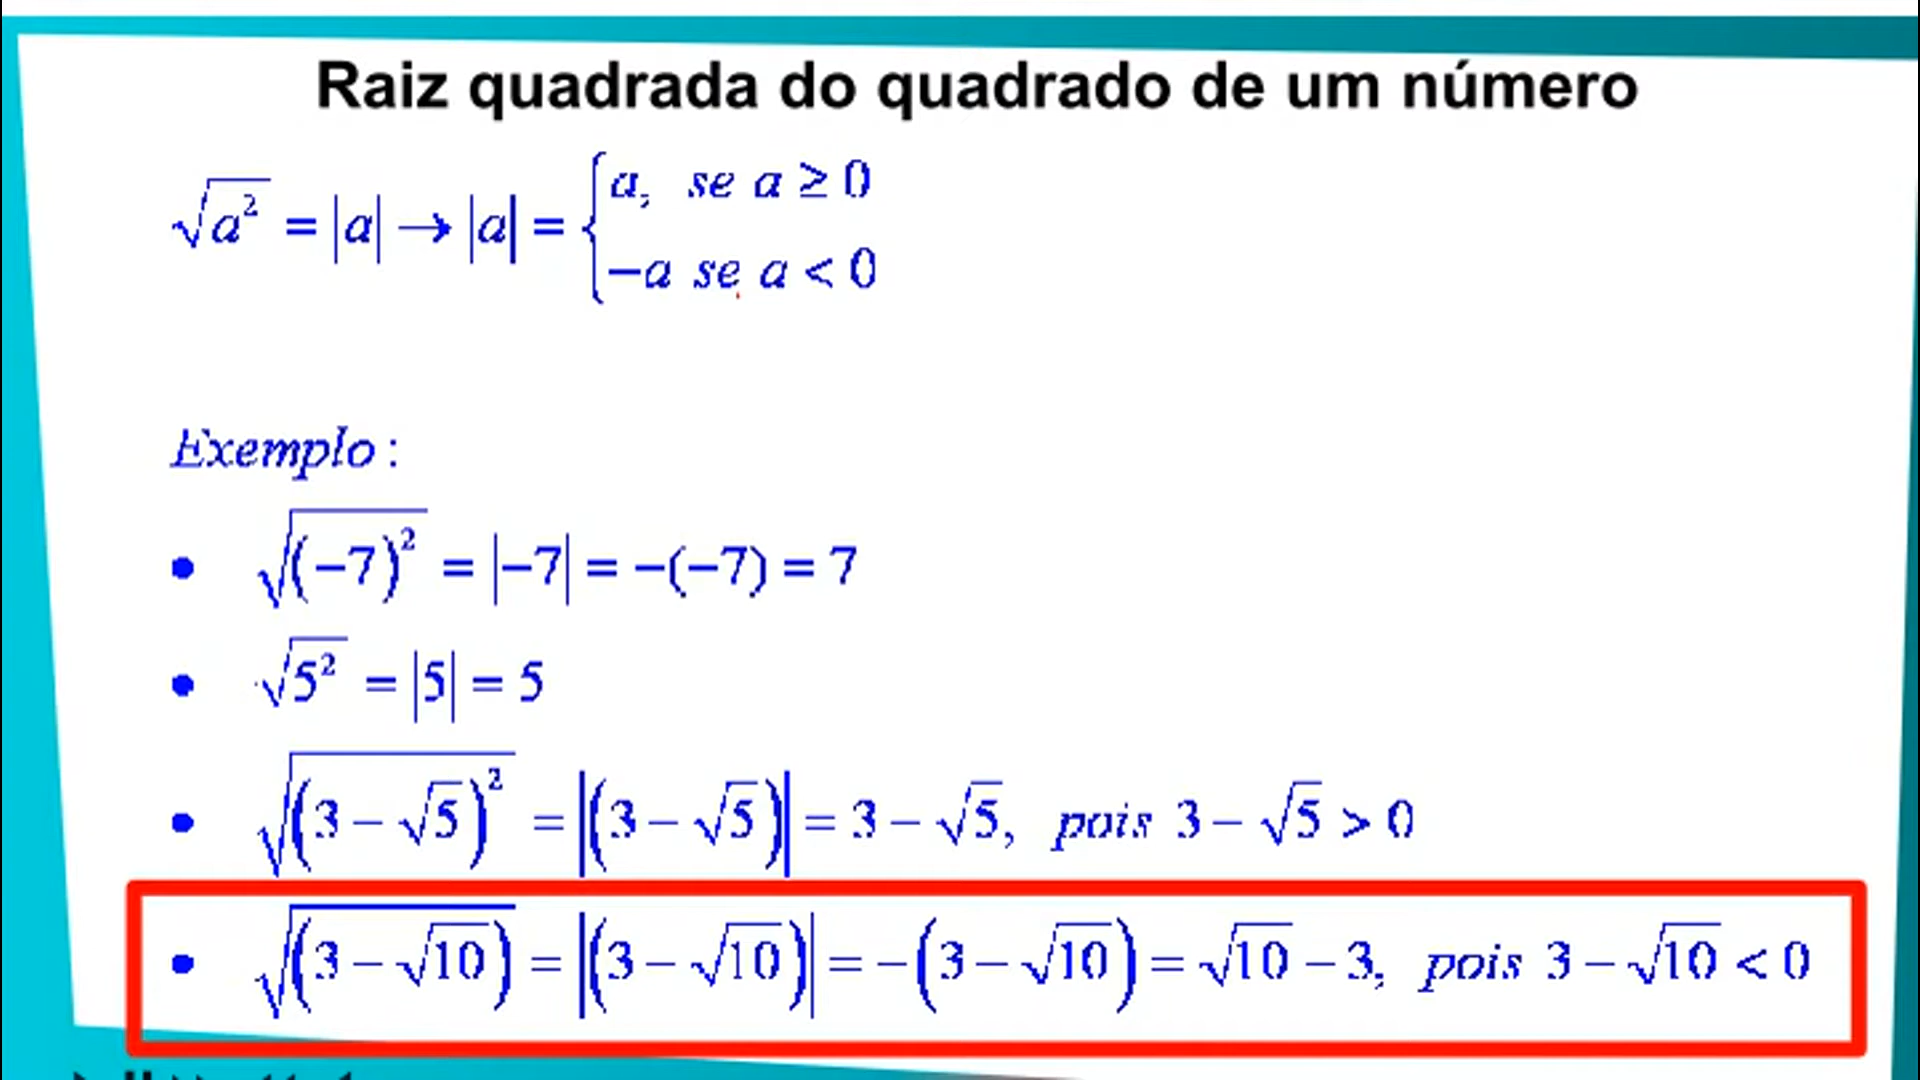 Raiz quadrada do quadrado de um número
√a² = |a| → |a| = { a, se a ≥ 0
−a se a < 0
Exemplo :
• √(−7)² = |−7| = −(−7) = 7
• √5² = |5| = 5
• √(3 − √5)² = |(3 − √5)| = 3 − √5, pois 3 − √5 > 0
• √(3 − √10) = |(3 − √10)| = −(3 − √10) = √10 − 3, pois 3 − √10 < 0